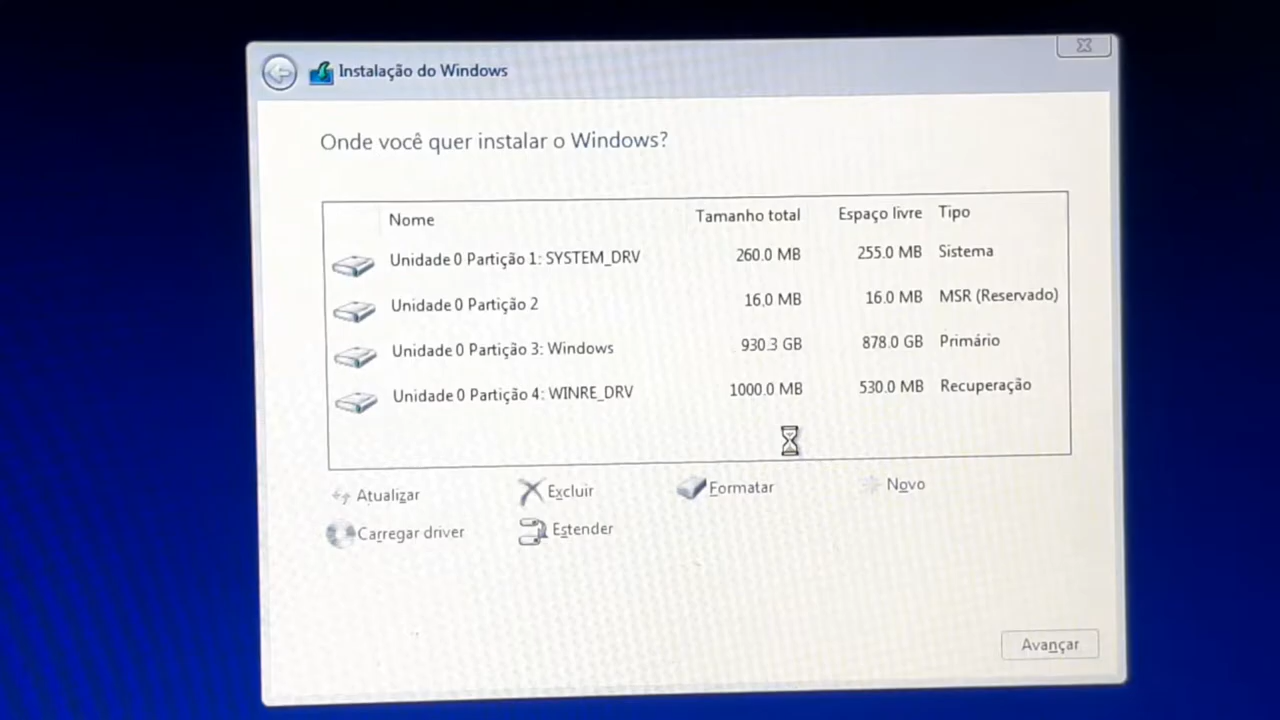 Instalação do Windows
Onde você quer instalar o Windows?
Nome Tamanho total Espaço livre Tipo
Unidade 0 Partição 1: SYSTEM_DRV 260.0 MB 255.0 MB Sistema
Unidade 0 Partição 2 16.0 MB 16.0 MB MSR (Reservado)
Unidade 0 Partição 3: Windows 930.3 GB 878.0 GB Primário
Unidade 0 Partição 4: WINRE_DRV 1000.0 MB 530.0 MB Recuperação
Atualizar Excluir Formatar Novo
Carregar driver Estender
Avançar